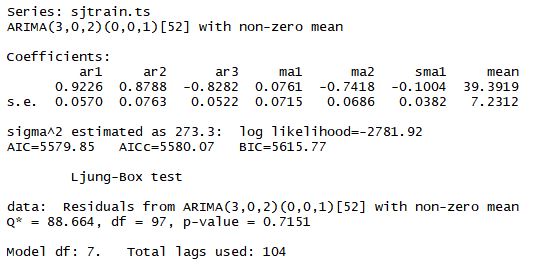 Series: sjtrain.ts
ARIMA(3,0,2)(0,0,1)[52] with non-zero mean
Coefficients:
ar1 ar2 ar3 ma1 ma2 sma1 mean
0.9226 0.8788 -0.8282 0.0761 -0.7418 -0.1004 39.3919
s.e. 0.0570 0.0763 0.0522 0.0715 0.0686 0.0382 7.2312
sigma^2 estimated as 273.3: log likelihood=-2781.92
AIC=5579.85 AICc=5580.07 BIC=5615.77
Ljung-Box test
data: Residuals from ARIMA(3,0,2)(0,0,1)[52] with non-zero mean
Q* = 88.664, df = 97, p-value = 0.7151
Model df: 7. Total lags used: 104